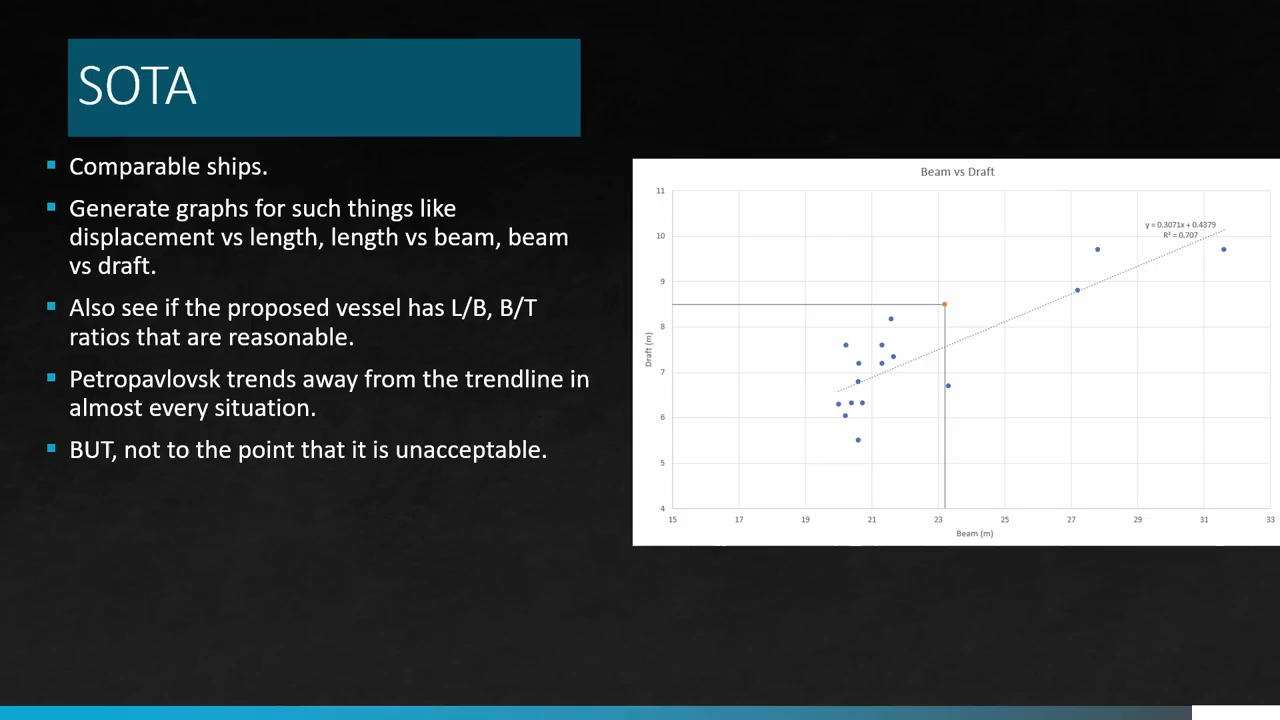 SOTA
Comparable ships.
Generate graphs for such things like
displacement vs length, length vs beam, beam
vs draft.
Also see if the proposed vessel has L/B, B/T
ratios that are reasonable.
Petropavlovsk trends away from the trendline in
almost every situation.
BUT, not to the point that it is unacceptable.
Beam vs Draft
y = 0.3071x + 0.4379
R² = 0.707
11
10
9
8
7
6
5
4
Draft (m)
15 17 19 21 23 25 27 29 31 33
Beam (m)